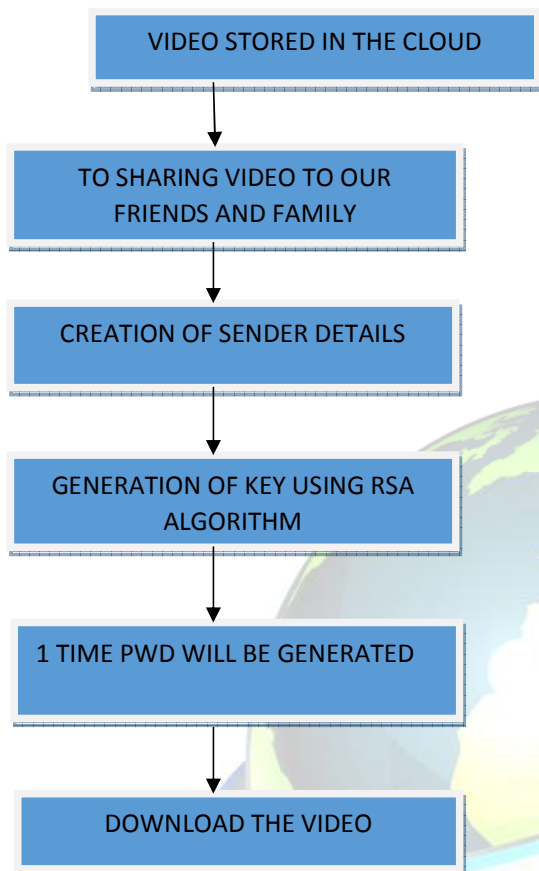 VIDEO STORED IN THE CLOUD
TO SHARING VIDEO TO OUR
FRIENDS AND FAMILY
CREATION OF SENDER DETAILS
GENERATION OF KEY USING RSA
ALGORITHM
1 TIME PWD WILL BE GENERATED
DOWNLOAD THE VIDEO